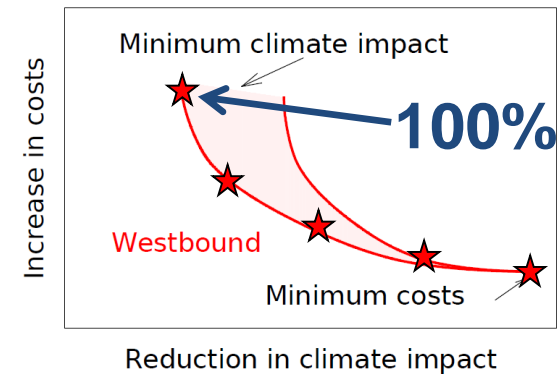 Minimum climate impact
100%
Increase in costs
Westbound
Minimum costs
Reduction in climate impact